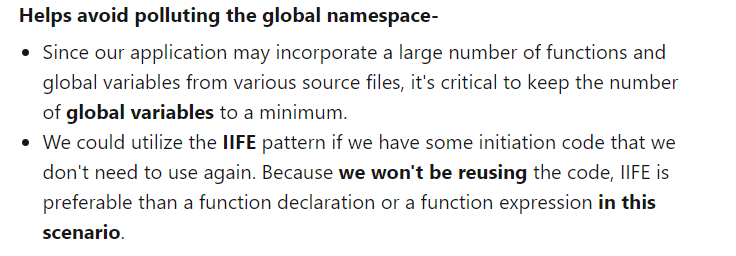 Helps avoid polluting the global namespace-
Since our application may incorporate a large number of functions and
global variables from various source files, it's critical to keep the number
of global variables to a minimum.
We could utilize the IIFE pattern if we have some initiation code that we
don't need to use again. Because we won't be reusing the code, IIFE is
preferable than a function declaration or a function expression in this
scenario.